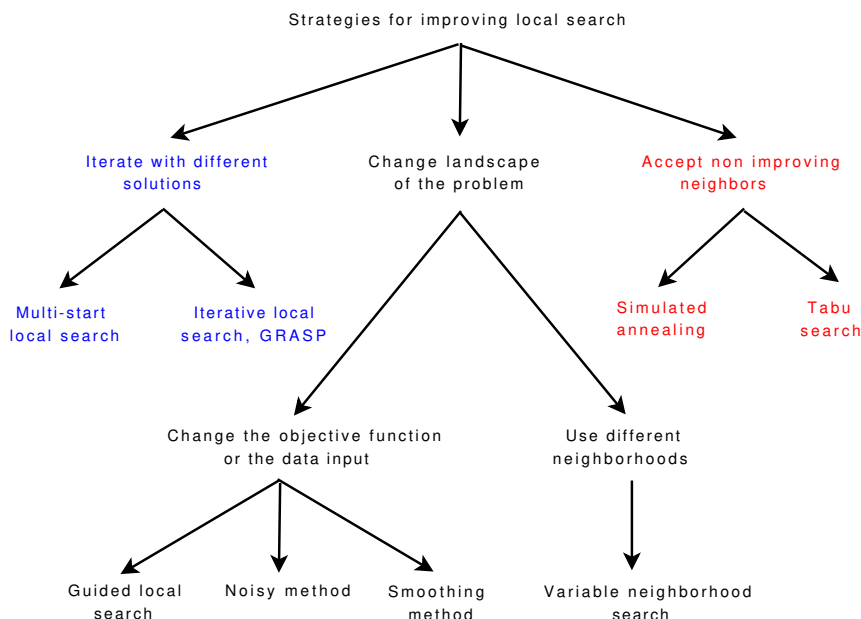 Strategies for improving local search
Iterate with different
solutions
Change landscape
of the problem
Accept non improving
neighbors
Multi-start
local search
Iterative local
search, GRASP
Simulated
annealing
Tabu
search
Change the objective function
or the data input
Use different
neighborhoods
Guided local
search
Noisy method
Smoothing
method
Variable neighborhood
search